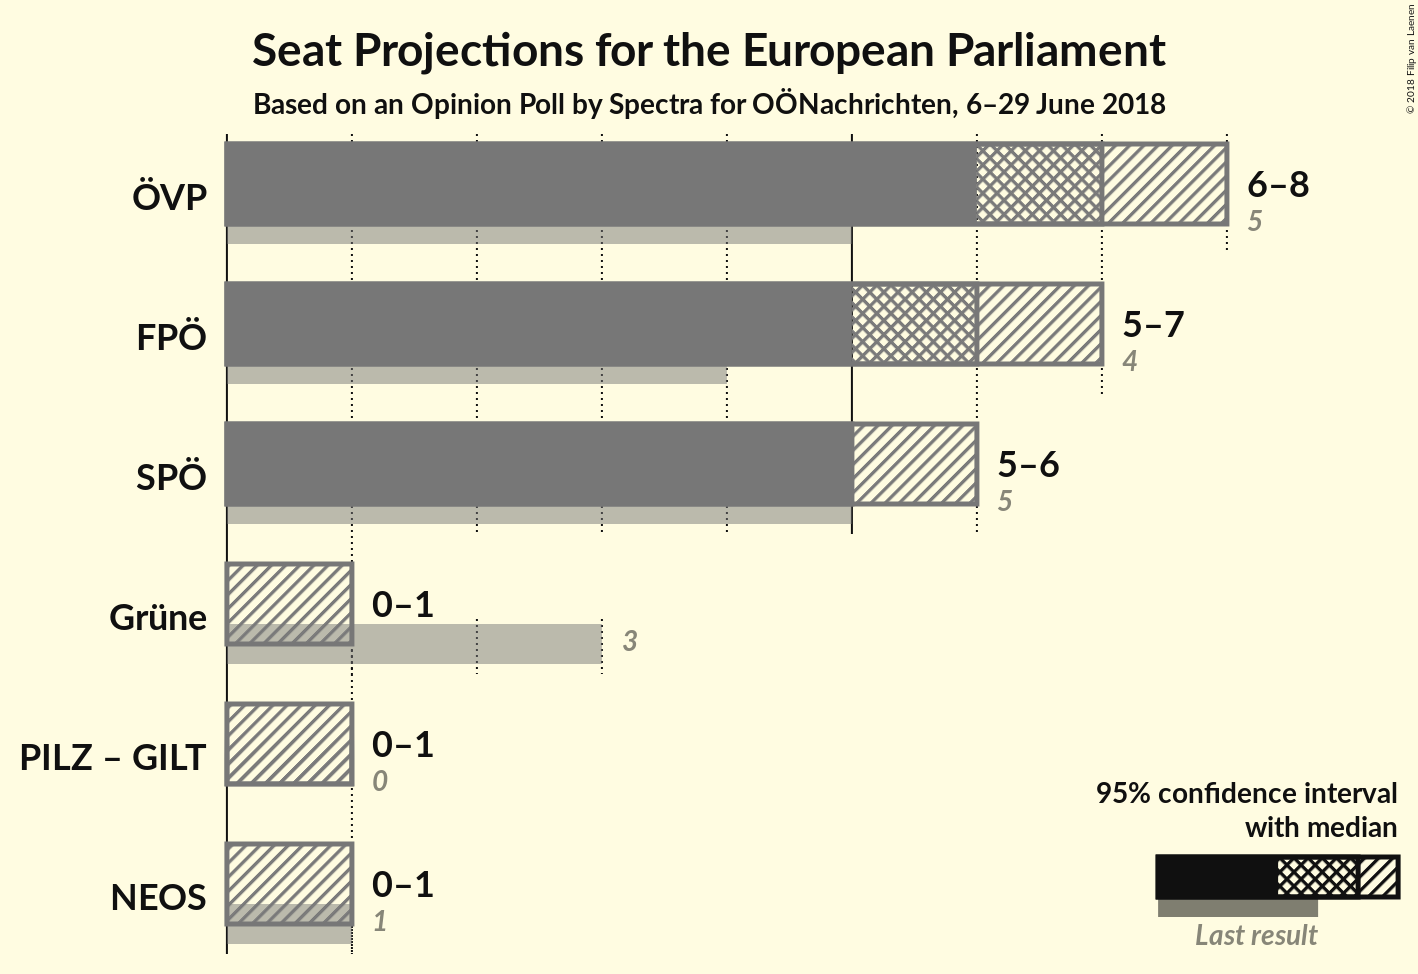 Seat Projections for the European Parliament
Based on an Opinion Poll by Spectra for OÖNachrichten, 6–29 June 2018
© 2018 Filip van Laenen
ÖVP
6–8
5
FPÖ
5–7
4
SPÖ
5–6
5
Grüne
0–1
3
PILZ – GILT
0–1
0
NEOS
0–1
1
95% confidence interval
with median
Last result